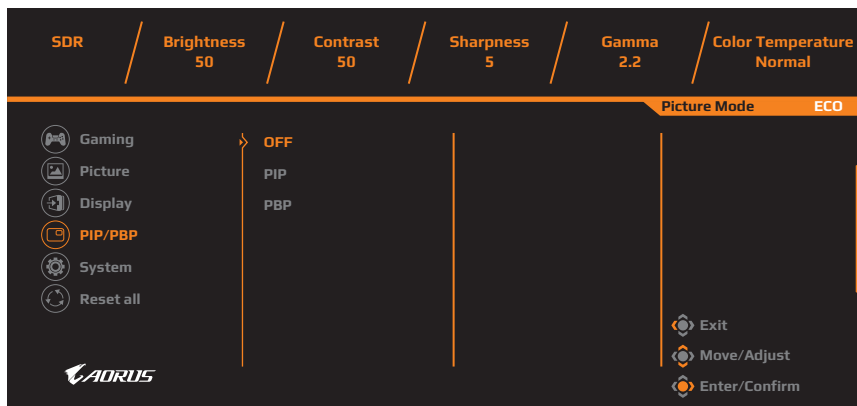 SDR
Brightness
50
Contrast
50
Sharpness
5
Gamma
2.2
Color Temperature
Normal
Picture Mode ECO
Gaming
Picture
Display
PIP/PBP
System
Reset all
OFF
PIP
PBP
Exit
Move/Adjust
Enter/Confirm
AORUS